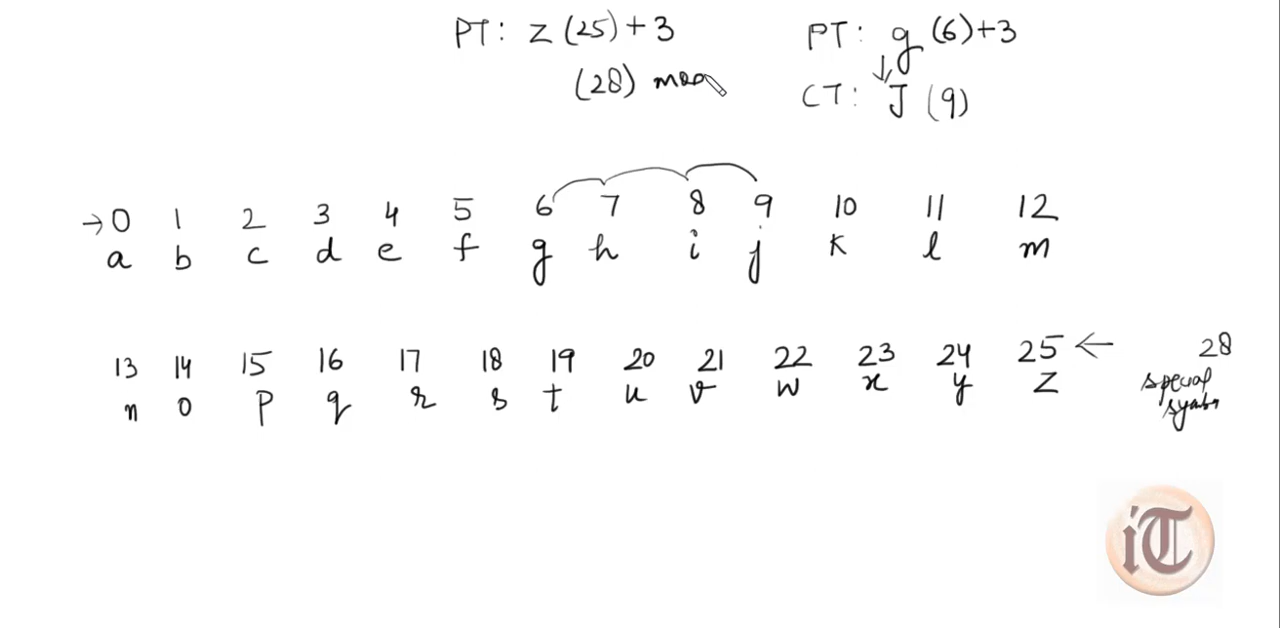 PT: z (25) + 3
(28)
PT: g (6)+3
↓
CT: J (9)
→ 0 1 2 3 4 5 6 7 8 9 10 11 12
a b c d e f g h i j k l m
13 14 15 16 17 18 19 20 21 22 23 24 25 ← 28
n o p q r s t u v w x y z special
iT